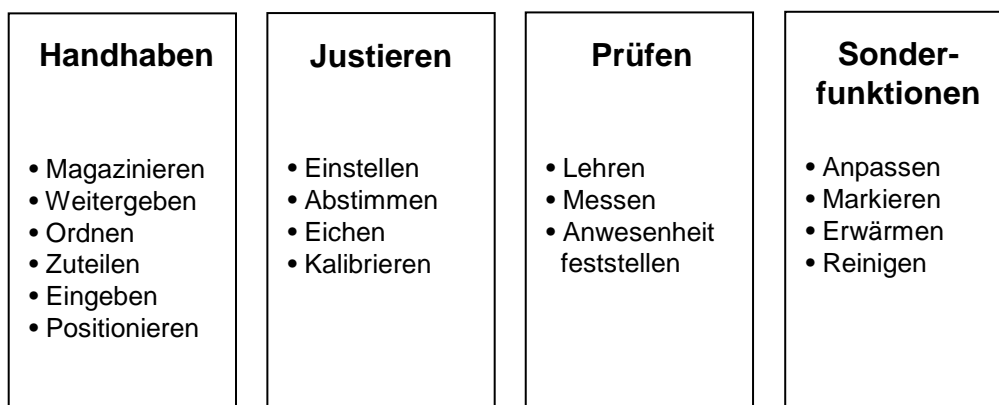 Handhaben
• Magazinieren
• Weitergeben
• Ordnen
• Zuteilen
• Eingeben
• Positionieren
Justieren
• Einstellen
• Abstimmen
• Eichen
• Kalibrieren
Prüfen
• Lehren
• Messen
• Anwesenheit
feststellen
Sonder-
funktionen
• Anpassen
• Markieren
• Erwärmen
• Reinigen